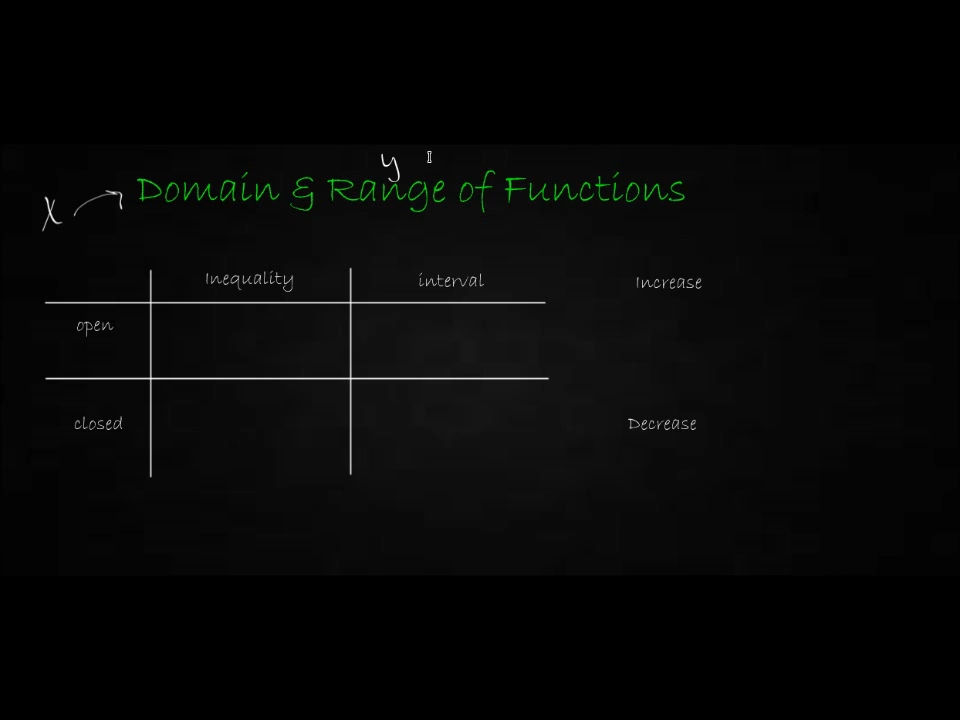 y
X Domain & Range of Functions
Inequality interval Increase
open
closed Decrease